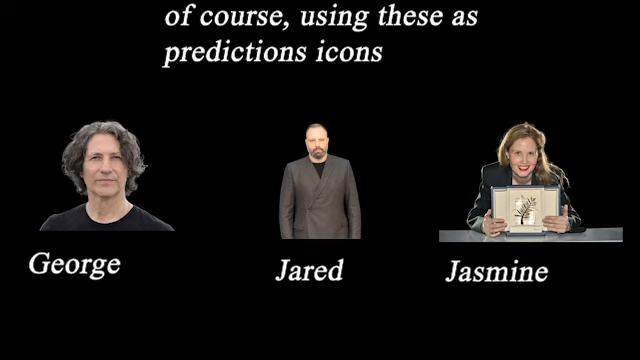 of course, using these as
predictions icons
George
Jared
Jasmine